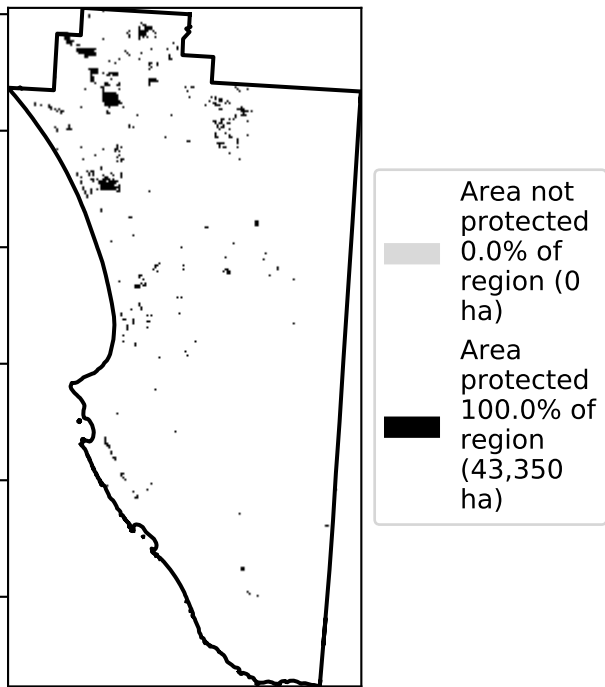 Area not
protected
0.0% of
region (0
ha)
Area
protected
100.0% of
region
(43,350
ha)